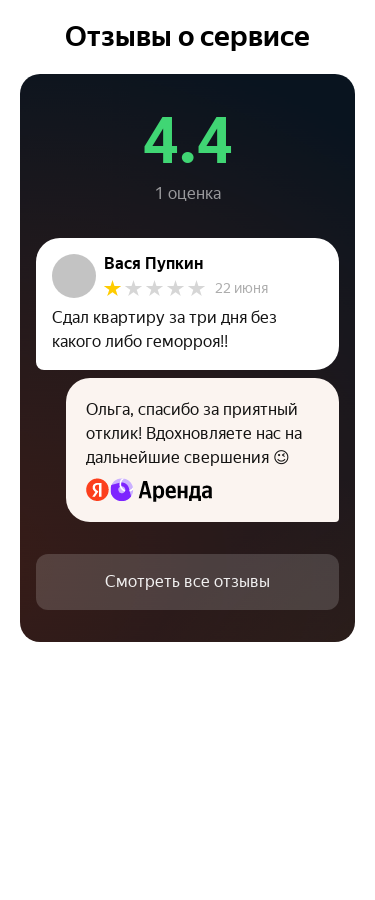 Отзывы о сервисе
4.4
1 оценка
Вася Пупкин
22 июня
Сдал квартиру за три дня без
какого либо геморроя!!
Ольга, спасибо за приятный
отклик! Вдохновляете нас на
дальнейшие свершения 😉
Я Аренда
Смотреть все отзывы